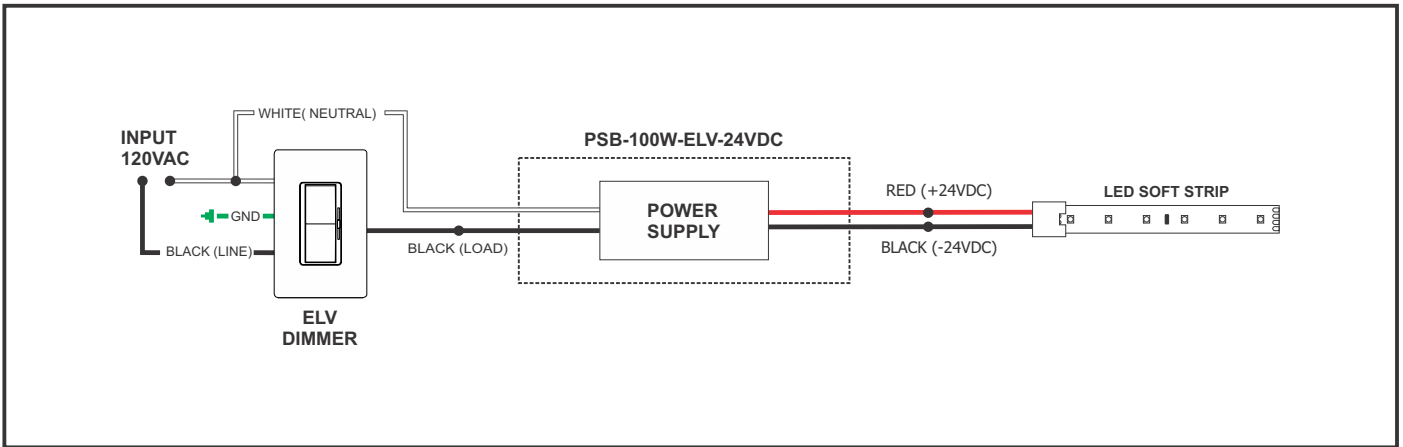 WHITE( NEUTRAL)
INPUT
120VAC
GND
BLACK (LINE)
ELV
DIMMER
BLACK (LOAD)
PSB-100W-ELV-24VDC
POWER
SUPPLY
RED (+24VDC)
BLACK (-24VDC)
LED SOFT STRIP